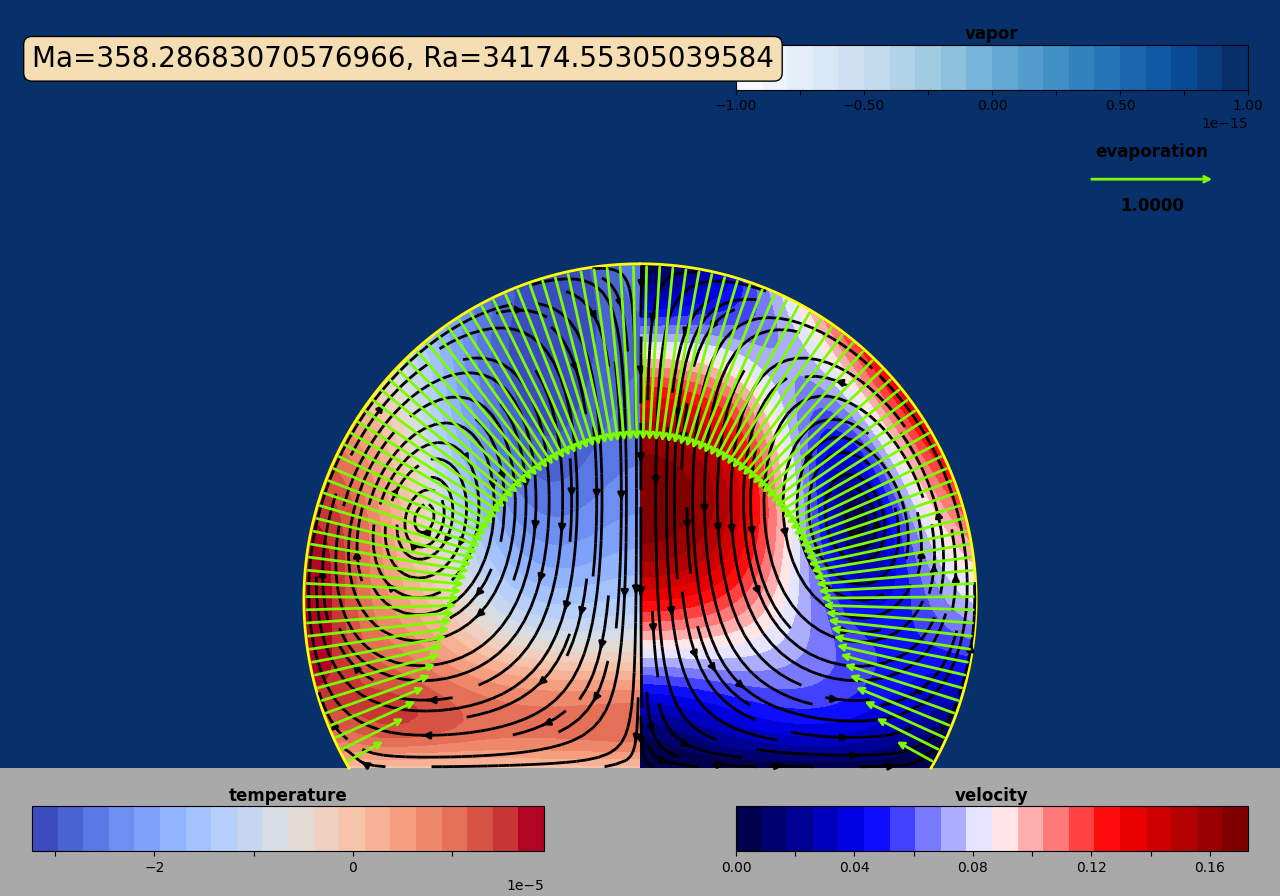 vapor
Ma=358.28683070576966, Ra=34174.55305039584
−1.00 −0.50 0.00 0.50 1.00
1e−15
evaporation
1.0000
temperature
−2 0
1e−5
velocity
0.00 0.04 0.08 0.12 0.16